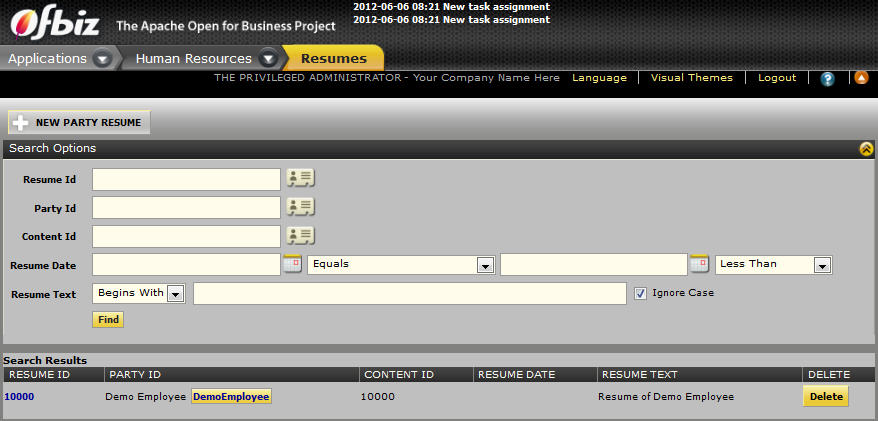 2012-06-06 08:21 New task assignment
2012-06-06 08:21 New task assignment
Ofbiz The Apache Open for Business Project
Applications Human Resources Resumes
THE PRIVILEGED ADMINISTRATOR - Your Company Name Here Language Visual Themes Logout ?
NEW PARTY RESUME
Search Options
Resume Id
Party Id
Content Id
Resume Date Equals Less Than
Resume Text Begins With Ignore Case
Find
Search Results
RESUME ID PARTY ID CONTENT ID RESUME DATE RESUME TEXT DELETE
10000 Demo Employee DemoEmployee 10000 Resume of Demo Employee Delete